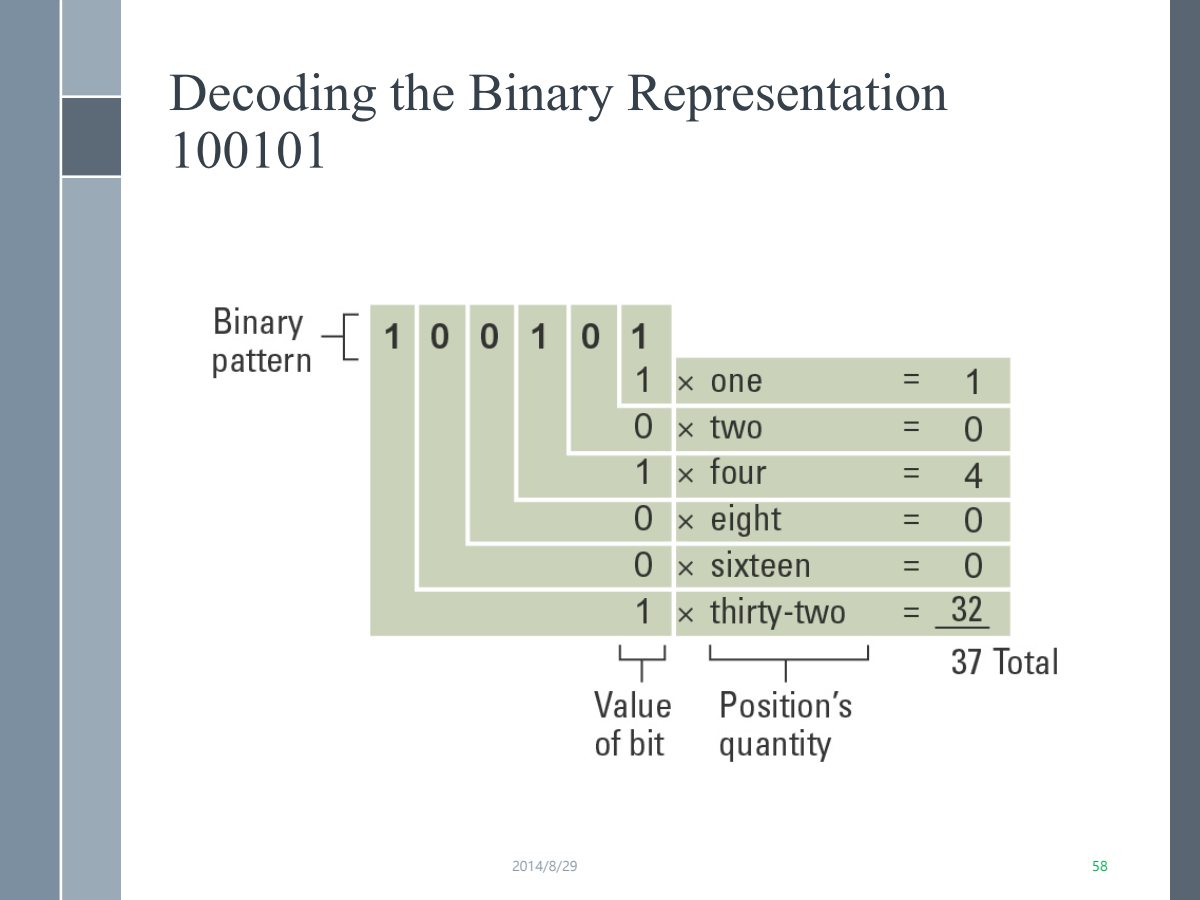 Decoding the Binary Representation
100101
Binary
pattern
1 0 0 1 0 1
1 × one = 1
0 × two = 0
1 × four = 4
0 × eight = 0
0 × sixteen = 0
1 × thirty-two = 32
37 Total
Value
of bit
Position’s
quantity
2014/8/29
58